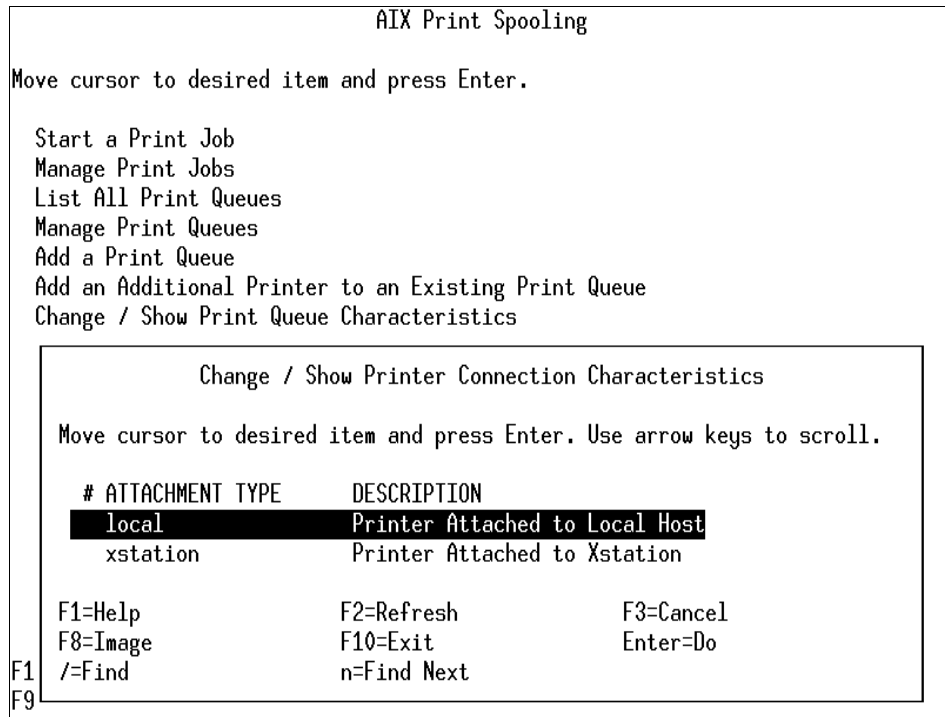 AIX Print Spooling
Move cursor to desired item and press Enter.
Start a Print Job
Manage Print Jobs
List All Print Queues
Manage Print Queues
Add a Print Queue
Add an Additional Printer to an Existing Print Queue
Change / Show Print Queue Characteristics
Change / Show Printer Connection Characteristics
Move cursor to desired item and press Enter. Use arrow keys to scroll.
# ATTACHMENT TYPE DESCRIPTION
local Printer Attached to Local Host
xstation Printer Attached to Xstation
F1=Help F2=Refresh F3=Cancel
F8=Image F10=Exit Enter=Do
F1 /=Find n=Find Next
F9